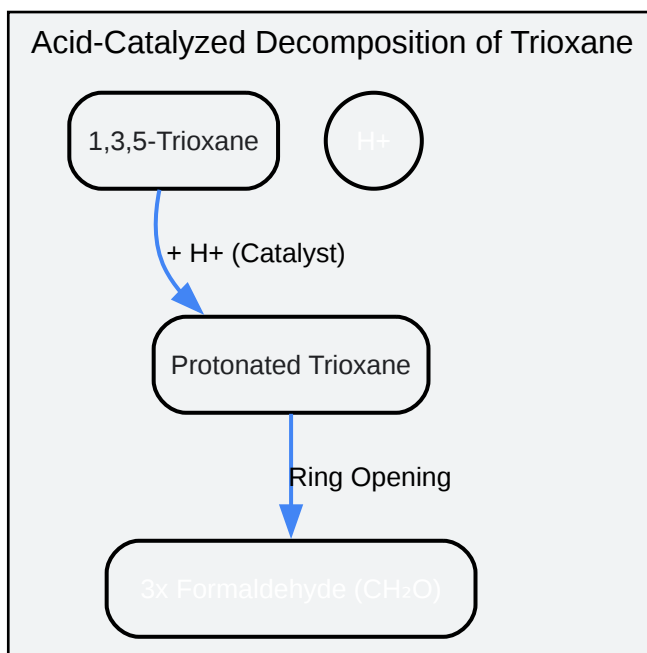 Acid-Catalyzed Decomposition of Trioxane
1,3,5-Trioxane
H+
+ H+ (Catalyst)
Protonated Trioxane
Ring Opening
3x Formaldehyde (CH₂O)